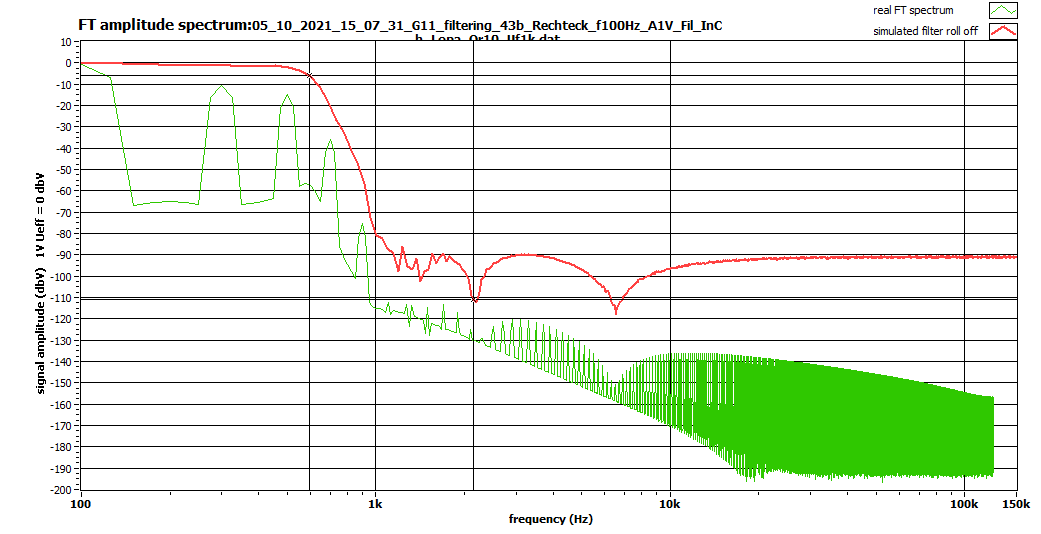 real FT spectrum
simulated filter roll off
FT amplitude spectrum:05_10_2021_15_07_31_G11_filtering_43b_Rechteck_f100Hz_A1V_Fil_InC
10
0
-10
-20
-30
-40
-50
-60
-70
-80
-90
-100
-110
-120
-130
-140
-150
-160
-170
-180
-190
-200
signal amplitude (dbV) 1V Ueff = 0 dbV
100
1k
10k
100k
150k
frequency (Hz)